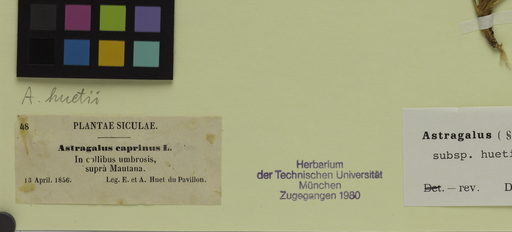 A. huetii
48 PLANTAE SICULAE.
Astragalus caprinus L.
In collibus umbrosis,
supra Mautana.
13 April. 1856. Leg. E. et A. Huet du Pavillon.
Herbarium
der Technischen Universität
München
Zugegangen 1980
Astragalus ( §
subsp. hueti
Det. — rev. D